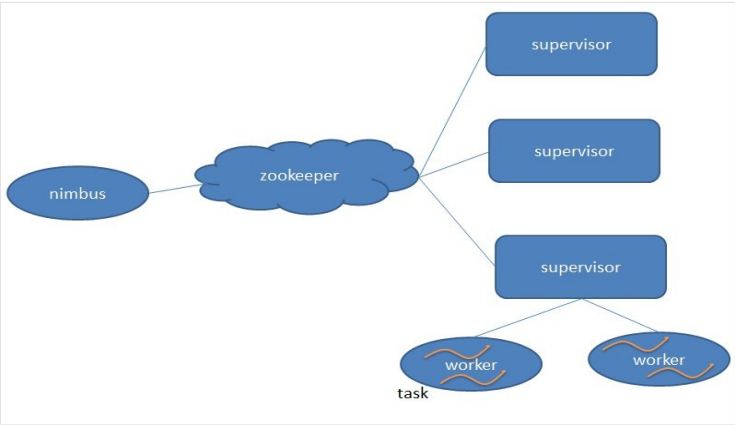 supervisor
supervisor
zookeeper
nimbus
supervisor
worker
worker
task